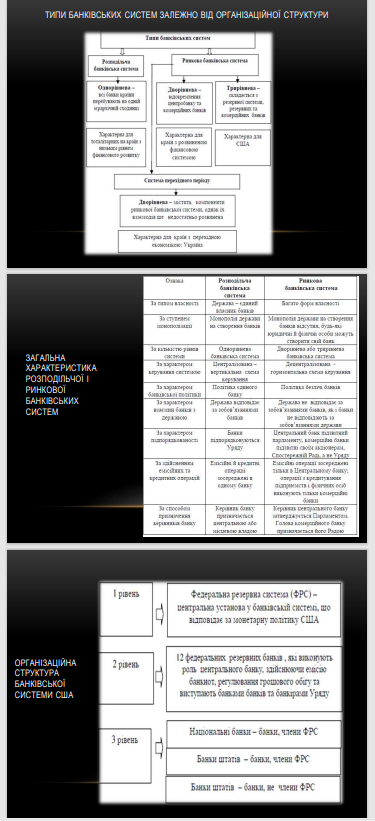 ТИПИ БАНКІВСЬКИХ СИСТЕМ ЗАЛЕЖНО ВІД ОРГАНІЗАЦІЙНОЇ СТРУКТУРИ
Типи банківських систем
Розподільча
банківська система
Ринкова банківська система
Однорівнева –
всі банки країни
перебувають на одній
ієрархічній сходинці
Дворівнева –
відокремлення
центробанку та
комерційних банків
Трирівнева –
складається з
резервної системи,
резервних та
комерційних банків
Характерна для
тоталітарних на країн з
низьким рівнем
фінансового розвитку
Характерна для
країн з розвиненою
фінансовою
системою
Характерна для
США
Система перехідного періоду
Дворівнева – містить компоненти
ринкової банківської системи, однак їх
взаємодія ще недостатньо розвинена
Характерна для країн з перехідною
економікою: Україна
ЗАГАЛЬНА
ХАРАКТЕРИСТИКА
РОЗПОДІЛЬЧОЇ І
РИНКОВОЇ
БАНКІВСЬКИХ
СИСТЕМ
Ознака
Розподільча
банківська
система
Ринкова
банківська система
За типом власності
Держава – єдиний
власник банків
Багато форм власності
За ступенем
монополізації
Монополія держави
на створення банків
Монополія держави на створення
банків відсутня, будь-які
юридичні й фізичні особи можуть
створити свій банк
За кількістю рівнів
системи
Однорівнева
банківська система
Дворівнева або трирівнева
банківська система
За характером
керування системою
Централізована –
вертикальна схема
керування
Децентралізована –
горизонтальна схема керування
За характером
банківської політики
Політика єдиного
банку
Політика безлічі банків
За характером
взаємин банків з
державою
Держава відповідає
за зобов'язаннями
банків
Держава не відповідає за
зобов'язаннями банків, як і банки
не відповідають за
зобов'язаннями держави
За характером
підпорядкованості
Банки
підпорядковуються
Уряду
Центральний банк підзвітний
парламенту, комерційні банки
підзвітні своїм акціонерам,
Спостережній Раді, а не Уряду
За здійсненням
емісійних та
кредитних операцій
Емісійні й кредитні
операції
зосереджені в
одному банку
Емісійні операції зосереджені
тільки в Центральному банку;
операції з кредитування
підприємств і фізичних осіб
виконують тільки комерційні
банки
За способом
призначення
керівника банку
Керівник банку
призначається
центральною або
місцевою владою
Керівник центрального банку
затверджується Парламентом.
Голова комерційного банку
призначається його Радою
ОРГАНІЗАЦІЙНА
СТРУКТУРА
БАНКІВСЬКОЇ
СИСТЕМИ США
1 рівень
Федеральна резервна система (ФРС) –
центральна установа у банківській системі, що
відповідає за монетарну політику США
2 рівень
12 федеральних резервних банків , які виконують
роль центрального банку, здійснюючи емісію
банкнот, регулювання грошового обігу та
виступають банками банків та банкірами Уряду
3 рівень
Національні банки – банки, члени ФРС
Банки штатів – банки, члени ФРС
Банки штатів – банки, не члени ФРС